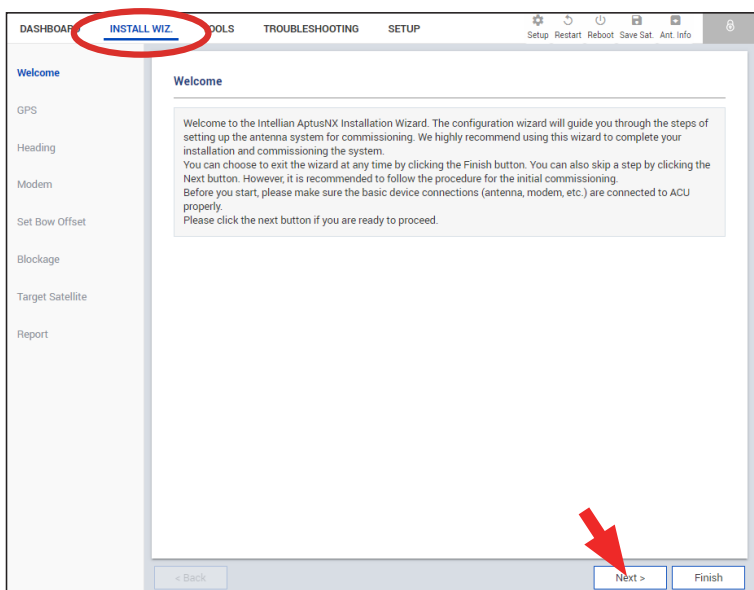 DASHBOARD INSTALL WIZ. TOOLS TROUBLESHOOTING SETUP
Setup Restart Reboot Save Sat. Ant. Info
Welcome
GPS
Heading
Modem
Set Bow Offset
Blockage
Target Satellite
Report
Welcome
Welcome to the Intellian AptusNX Installation Wizard. The configuration wizard will guide you through the steps of
setting up the antenna system for commissioning. We highly recommend using this wizard to complete your
installation and commissioning the system.
You can choose to exit the wizard at any time by clicking the Finish button. You can also skip a step by clicking the
Next button. However, it is recommended to follow the procedure for the initial commissioning.
Before you start, please make sure the basic device connections (antenna, modem, etc.) are connected to ACU
properly.
Please click the next button if you are ready to proceed.
< Back Next > Finish